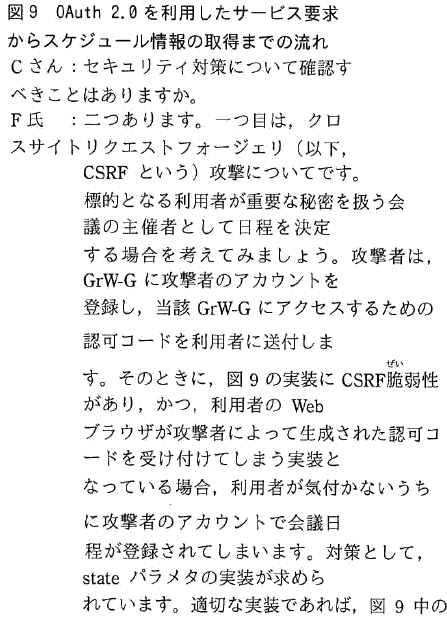 図9 OAuth 2.0を利用したサービス要求
からスケジュール情報の取得までの流れ
Cさん：セキュリティ対策について確認す
べきことはありますか。
F氏 ：二つあります。一つ目は，クロ
スサイトリクエストフォージェリ（以下，
CSRF という）攻撃についてです。
標的となる利用者が重要な秘密を扱う会
議の主催者として日程を決定
する場合を考えてみましょう。攻撃者は，
GrW-G に攻撃者のアカウントを
登録し，当該 GrW-G にアクセスするための
認可コードを利用者に送付しま
す。そのときに，図9の実装に CSRF脆弱性
ぜい
があり，かつ，利用者の Web
ブラウザが攻撃者によって生成された認可コ
ードを受け付けてしまう実装と
なっている場合，利用者が気付かないうち
に攻撃者のアカウントで会議日
程が登録されてしまいます。対策として，
state パラメタの実装が求めら
れています。適切な実装であれば，図9中の